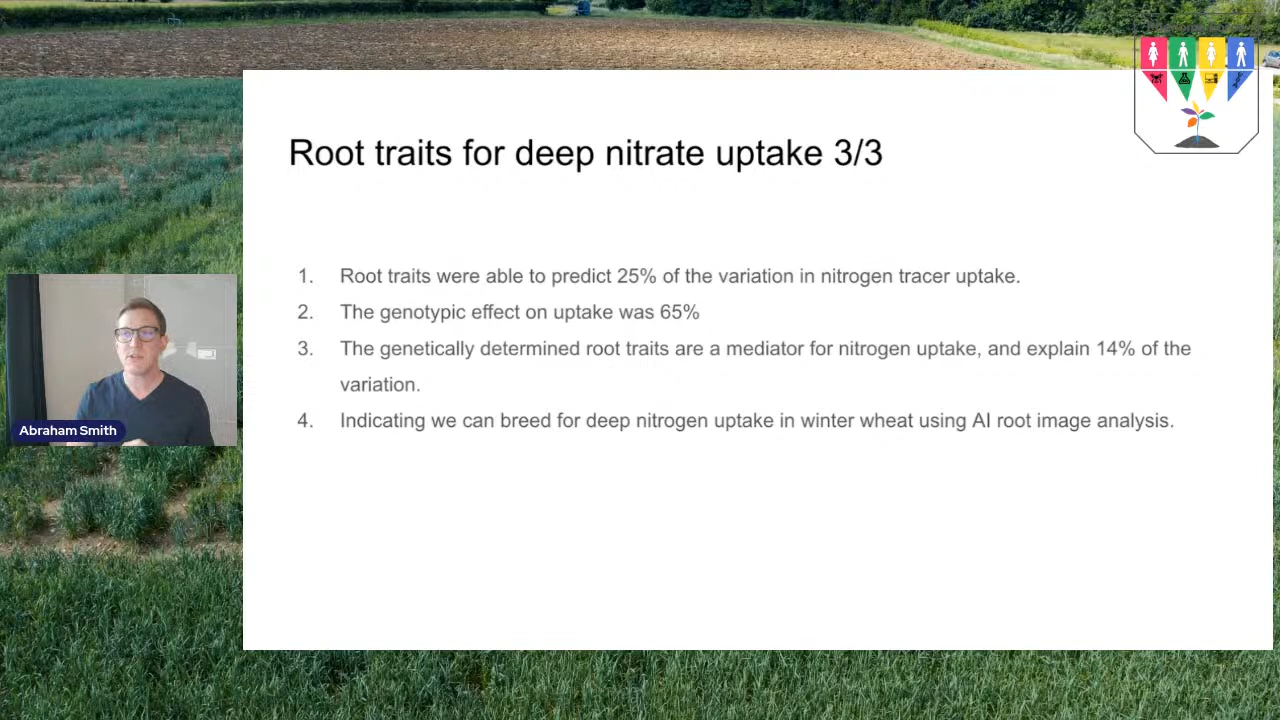 Root traits for deep nitrate uptake 3/3
1. Root traits were able to predict 25% of the variation in nitrogen tracer uptake.
2. The genotypic effect on uptake was 65%
3. The genetically determined root traits are a mediator for nitrogen uptake, and explain 14% of the
variation.
4. Indicating we can breed for deep nitrogen uptake in winter wheat using AI root image analysis.
Abraham Smith